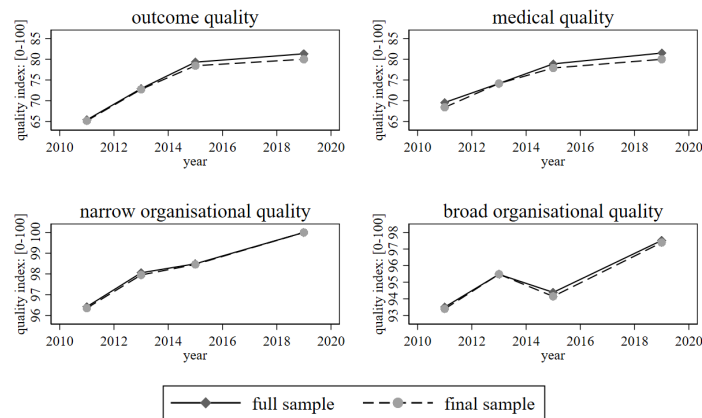 outcome quality
quality index: [0-100]
85
80
75
70
65
2010 2012 2014 2016 2018 2020
year
medical quality
quality index: [0-100]
85
80
75
70
65
2010 2012 2014 2016 2018 2020
year
narrow organisational quality
quality index: [0-100]
100
99
98
97
96
2010 2012 2014 2016 2018 2020
year
broad organisational quality
quality index: [0-100]
98
97
96
95
94
93
2010 2012 2014 2016 2018 2020
year
full sample final sample